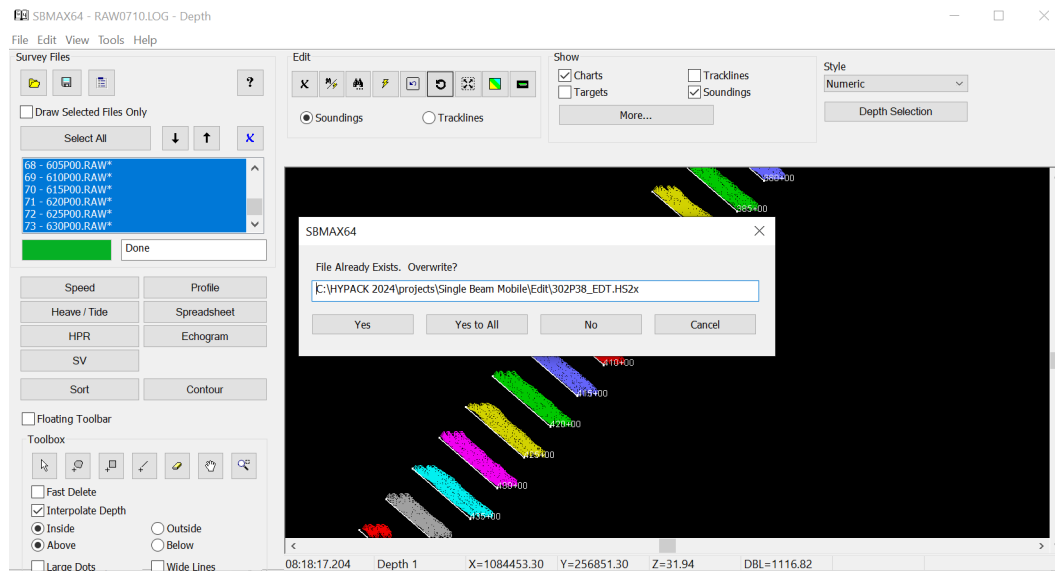 SBMAX64 - RAW0710.LOG - Depth
File Edit View Tools Help
Survey Files
?
Draw Selected Files Only
Select All
68 - 605P00.RAW*
69 - 610P00.RAW*
70 - 615P00.RAW*
71 - 620P00.RAW*
72 - 625P00.RAW*
73 - 630P00.RAW*
Done
Speed Profile
Heave / Tide Spreadsheet
HPR Echogram
SV
Sort Contour
Floating Toolbar
Toolbox
Fast Delete
Interpolate Depth
Inside Outside
Above Below
Large Dots Wide Lines
Edit
Soundings Tracklines
Show
Charts Tracklines
Targets Soundings
More...
Style
Numeric
Depth Selection
380+00
385+00
SBMAX64
File Already Exists. Overwrite?
C:\HYPACK 2024\projects\Single Beam Mobile\Edit\302P38_EDT.HS2x
Yes Yes to All No Cancel
410+00
415+00
420+00
425+00
430+00
435+00
08:18:17.204 Depth 1 X=1084453.30 Y=256851.30 Z=31.94 DBL=1116.82